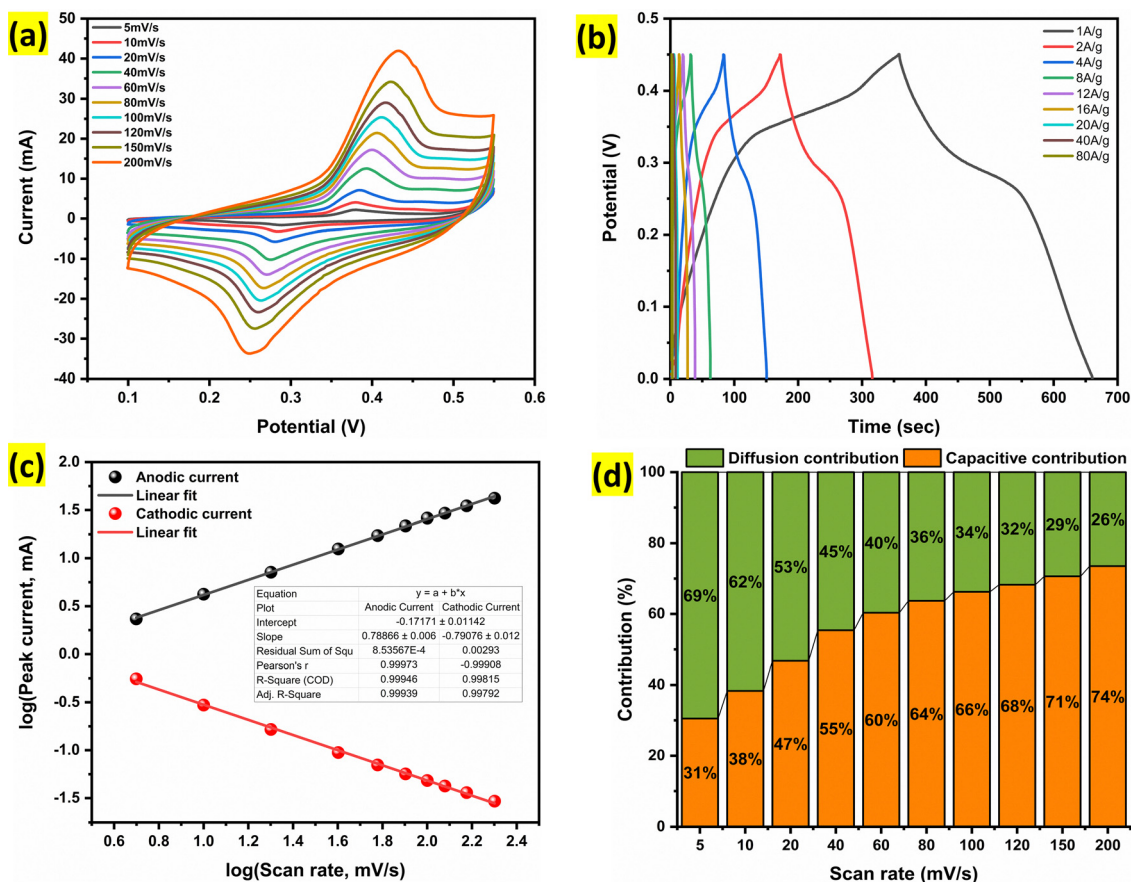 (a)
5mV/s
10mV/s
20mV/s
40mV/s
60mV/s
80mV/s
100mV/s
120mV/s
150mV/s
200mV/s
50
40
30
20
10
0
-10
-20
-30
-40
Current (mA)
0.1 0.2 0.3 0.4 0.5 0.6
Potential (V)
(b)
1A/g
2A/g
4A/g
8A/g
12A/g
16A/g
20A/g
40A/g
80A/g
0.5
0.4
0.3
0.2
0.1
0.0
Potential (V)
0 100 200 300 400 500 600 700
Time (sec)
(c)
Anodic current
Linear fit
Cathodic current
Linear fit
2.0
1.5
1.0
0.5
0.0
-0.5
-1.0
-1.5
log(Peak current, mA)
Equation y = a + b*x
Plot Anodic Current Cathodic Current
Intercept -0.17171 ± 0.01142
Slope 0.78866 ± 0.006 -0.79076 ± 0.012
Residual Sum of Squ 8.53567E-4 0.00293
Pearson's r 0.99973 -0.99908
R-Square (COD) 0.99946 0.99815
Adj. R-Square 0.99939 0.99792
0.6 0.8 1.0 1.2 1.4 1.6 1.8 2.0 2.2 2.4
log(Scan rate, mV/s)
(d)
Diffusion contribution Capacitive contribution
100
80
60
40
20
0
Contribution (%)
69% 62% 53% 45% 40% 36% 34% 32% 29% 26%
31% 38% 47% 55% 60% 64% 66% 68% 71% 74%
5 10 20 40 60 80 100 120 150 200
Scan rate (mV/s)